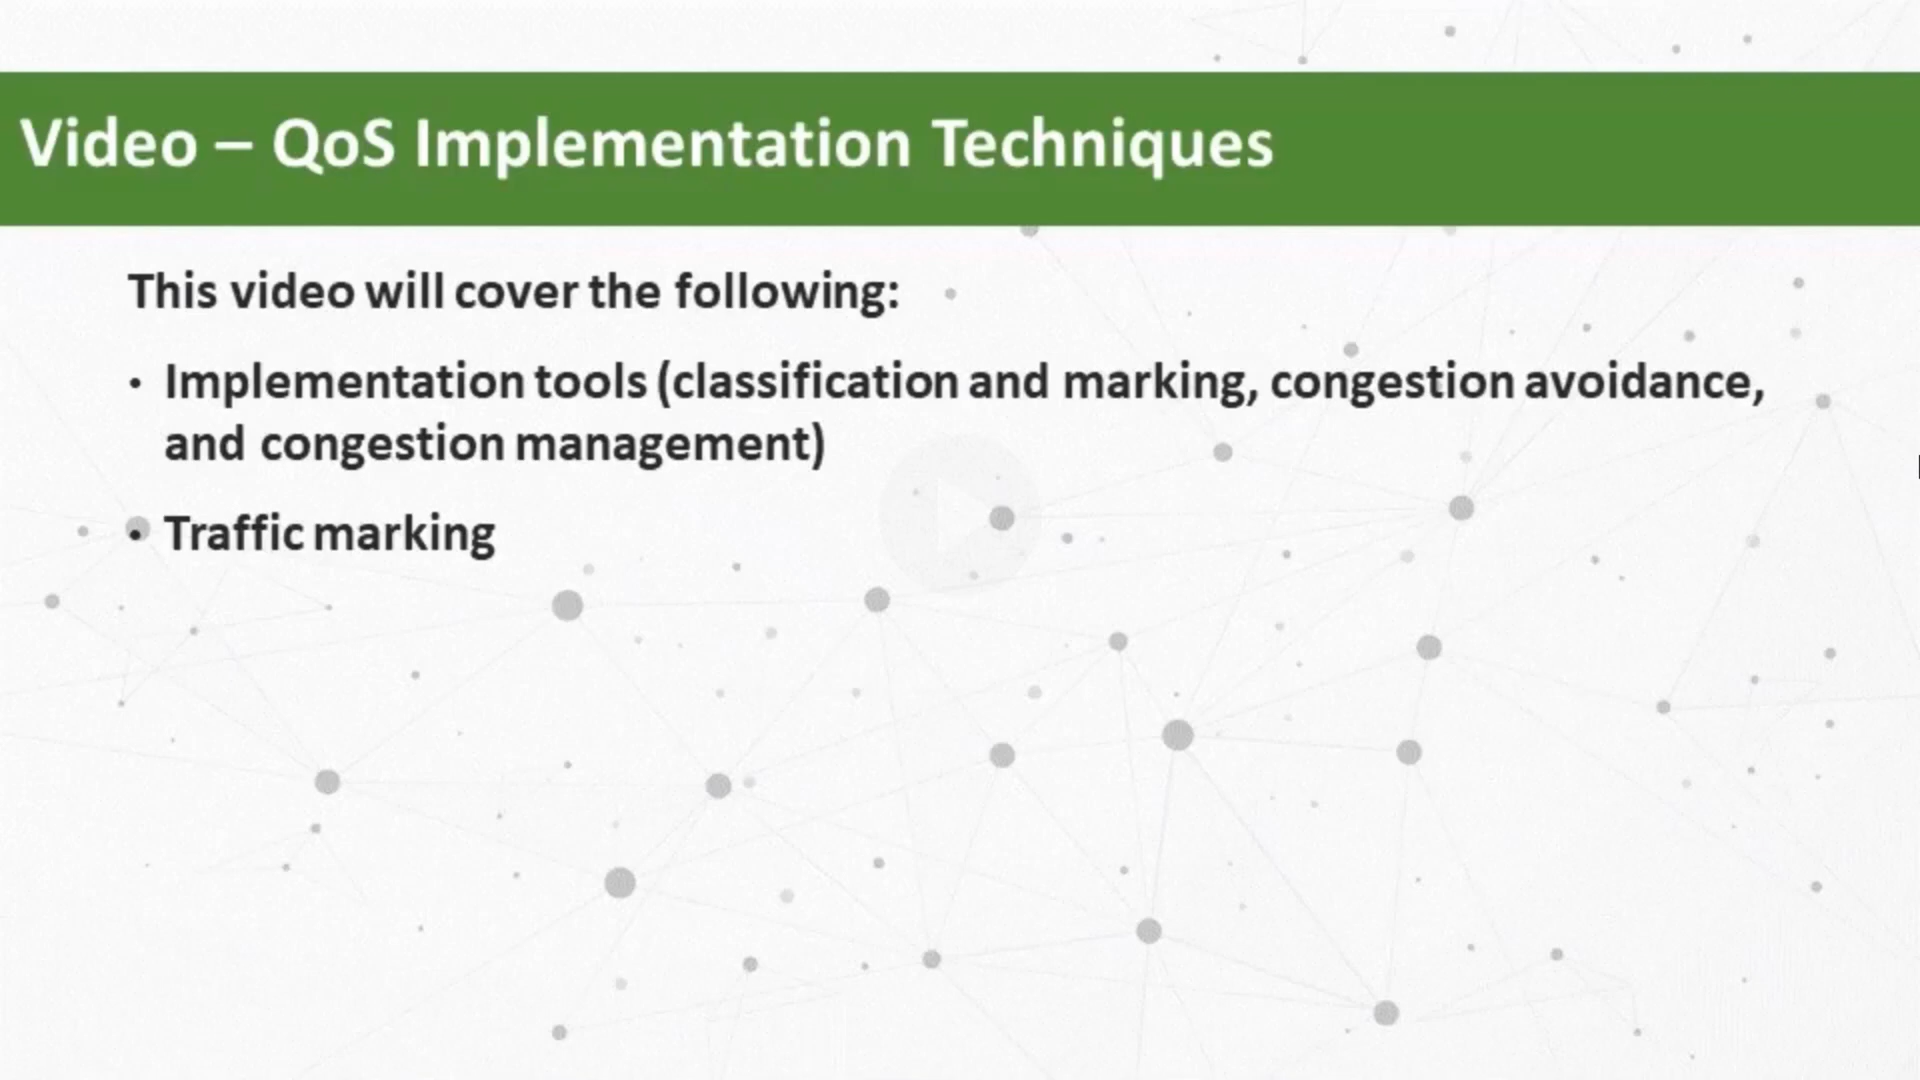 Video – QoS Implementation Techniques
This video will cover the following:
• Implementation tools (classification and marking, congestion avoidance,
and congestion management)
• Traffic marking